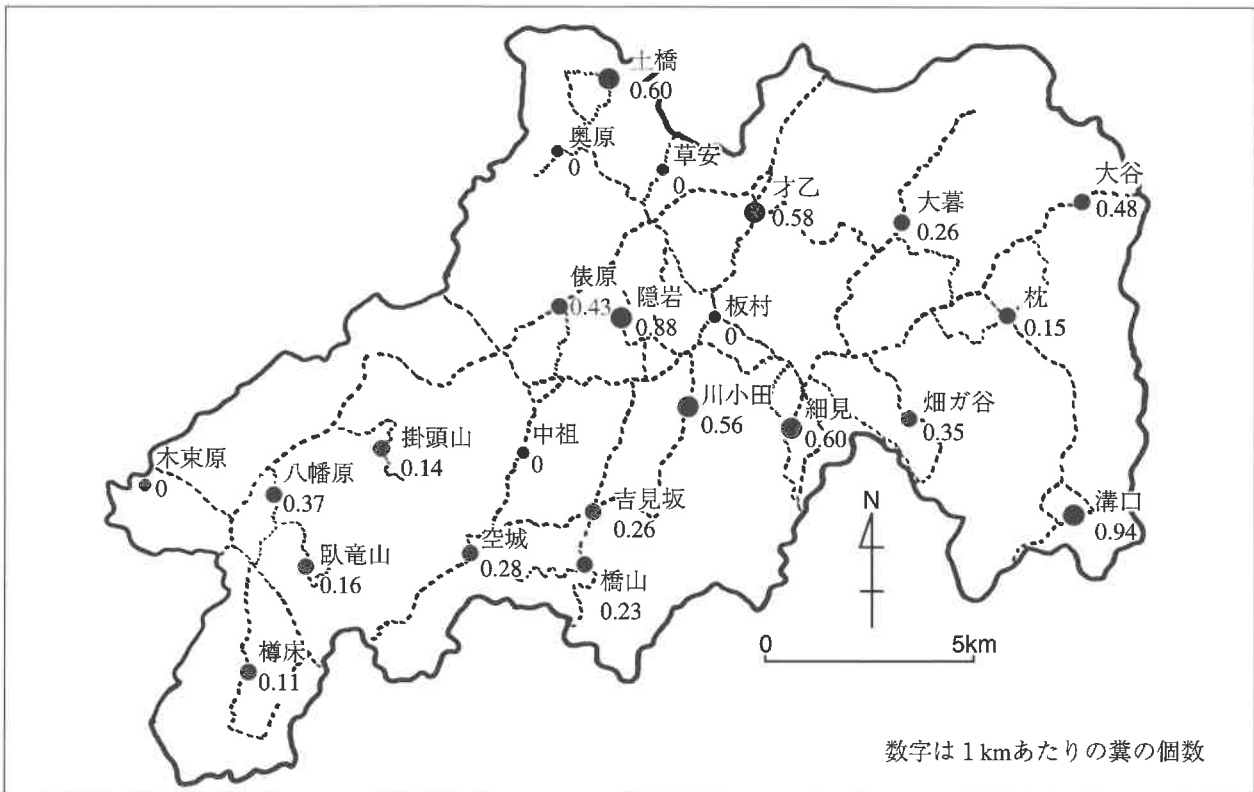 土橋
0.60
奥原
0
草安
0
才乙
0.58
大暮
0.26
大谷
0.48
俵原
0.43
隠岩
0.88
板村
0
枕
0.15
川小田
0.56
細見
0.60
畑ガ谷
0.35
掛頭山
0.14
中祖
0
木束原
0
八幡原
0.37
臥竜山
0.16
空城
0.28
吉見坂
0.26
橋山
0.23
溝口
0.94
樽床
0.11
N
0 5km
数字は1kmあたりの糞の個数